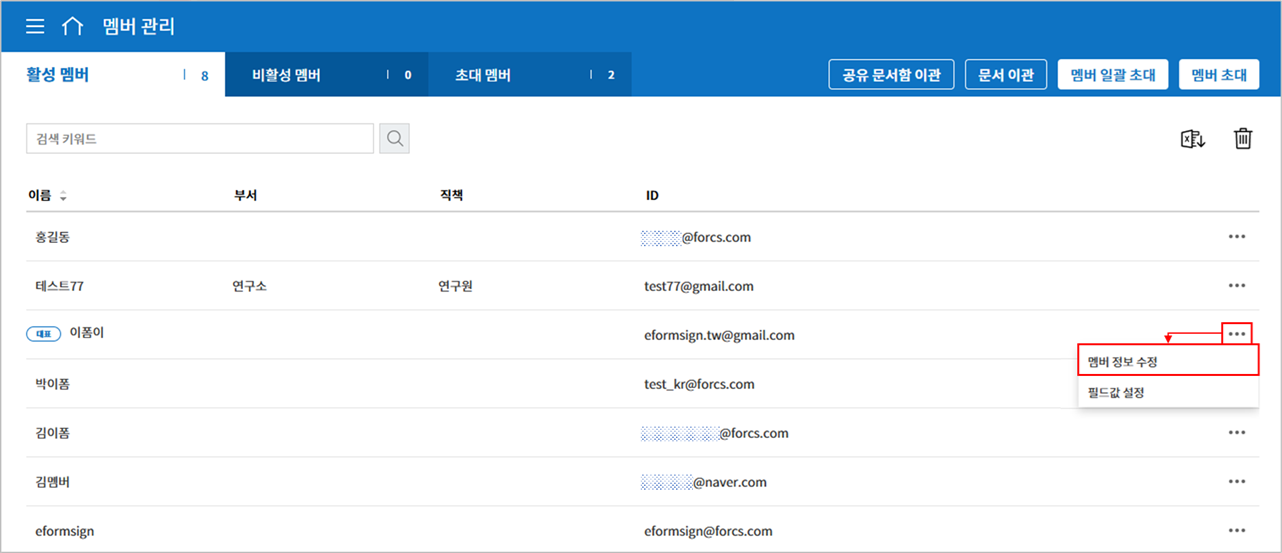 멤버 관리
활성 멤버 | 8 비활성 멤버 | 0 초대 멤버 | 2 공유 문서함 이관 문서 이관 멤버 일괄 초대 멤버 초대
검색 키워드
이름 부서 직책 ID
홍길동 @forcs.com
테스트77 연구소 연구원 test77@gmail.com
대표 이폼이 eformsign.tw@gmail.com
멤버 정보 수정
박이폼 test_kr@forcs.com
필드값 설정
김이폼 @forcs.com
김멤버 @naver.com
eformsign eformsign@forcs.com